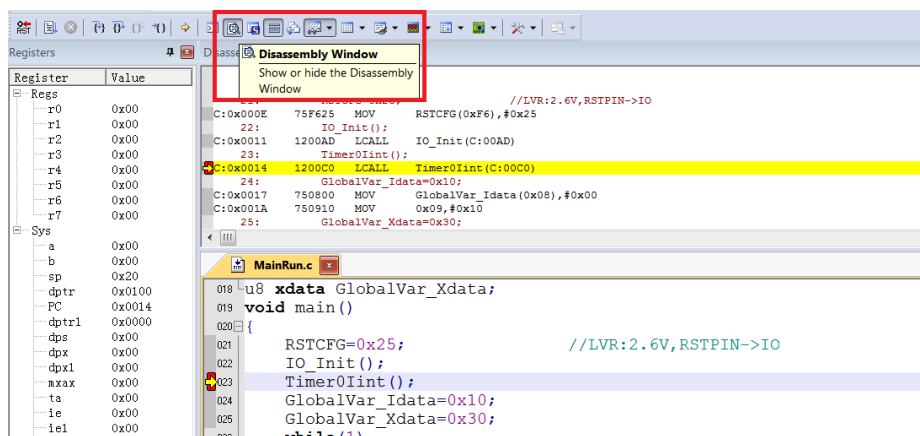 RST
Registers
Disasse
Disassembly Window
Show or hide the Disassembly
Window
Register Value
Regs
r0 0x00
r1 0x00
r2 0x00
r3 0x00
r4 0x00
r5 0x00
r6 0x00
r7 0x00
Sys
a 0x00
b 0x00
sp 0x20
dptr 0x0100
PC 0x0014
dptr1 0x0000
dps 0x00
dpx 0x00
dpx1 0x00
mxax 0x00
ta 0x00
ie 0x00
ie1 0x00
//LVR:2.6V,RSTPIN->IO
C:0x000E 75F625 MOV RSTCFG(0xF6),#0x25
22: IO_Init();
C:0x0011 1200AD LCALL IO_Init(C:00AD)
23: Timer0Iint();
C:0x0014 1200C0 LCALL Timer0Iint(C:00C0)
24: GlobalVar_Idata=0x10;
C:0x0017 750800 MOV GlobalVar_Idata(0x08),#0x00
C:0x001A 750910 MOV 0x09,#0x10
25: GlobalVar_Xdata=0x30;
MainRun.c
018 u8 xdata GlobalVar_Xdata;
019 void main()
020 {
021 RSTCFG=0x25; //LVR:2.6V,RSTPIN->IO
022 IO_Init();
023 Timer0Iint();
024 GlobalVar_Idata=0x10;
025 GlobalVar_Xdata=0x30;
while(1)